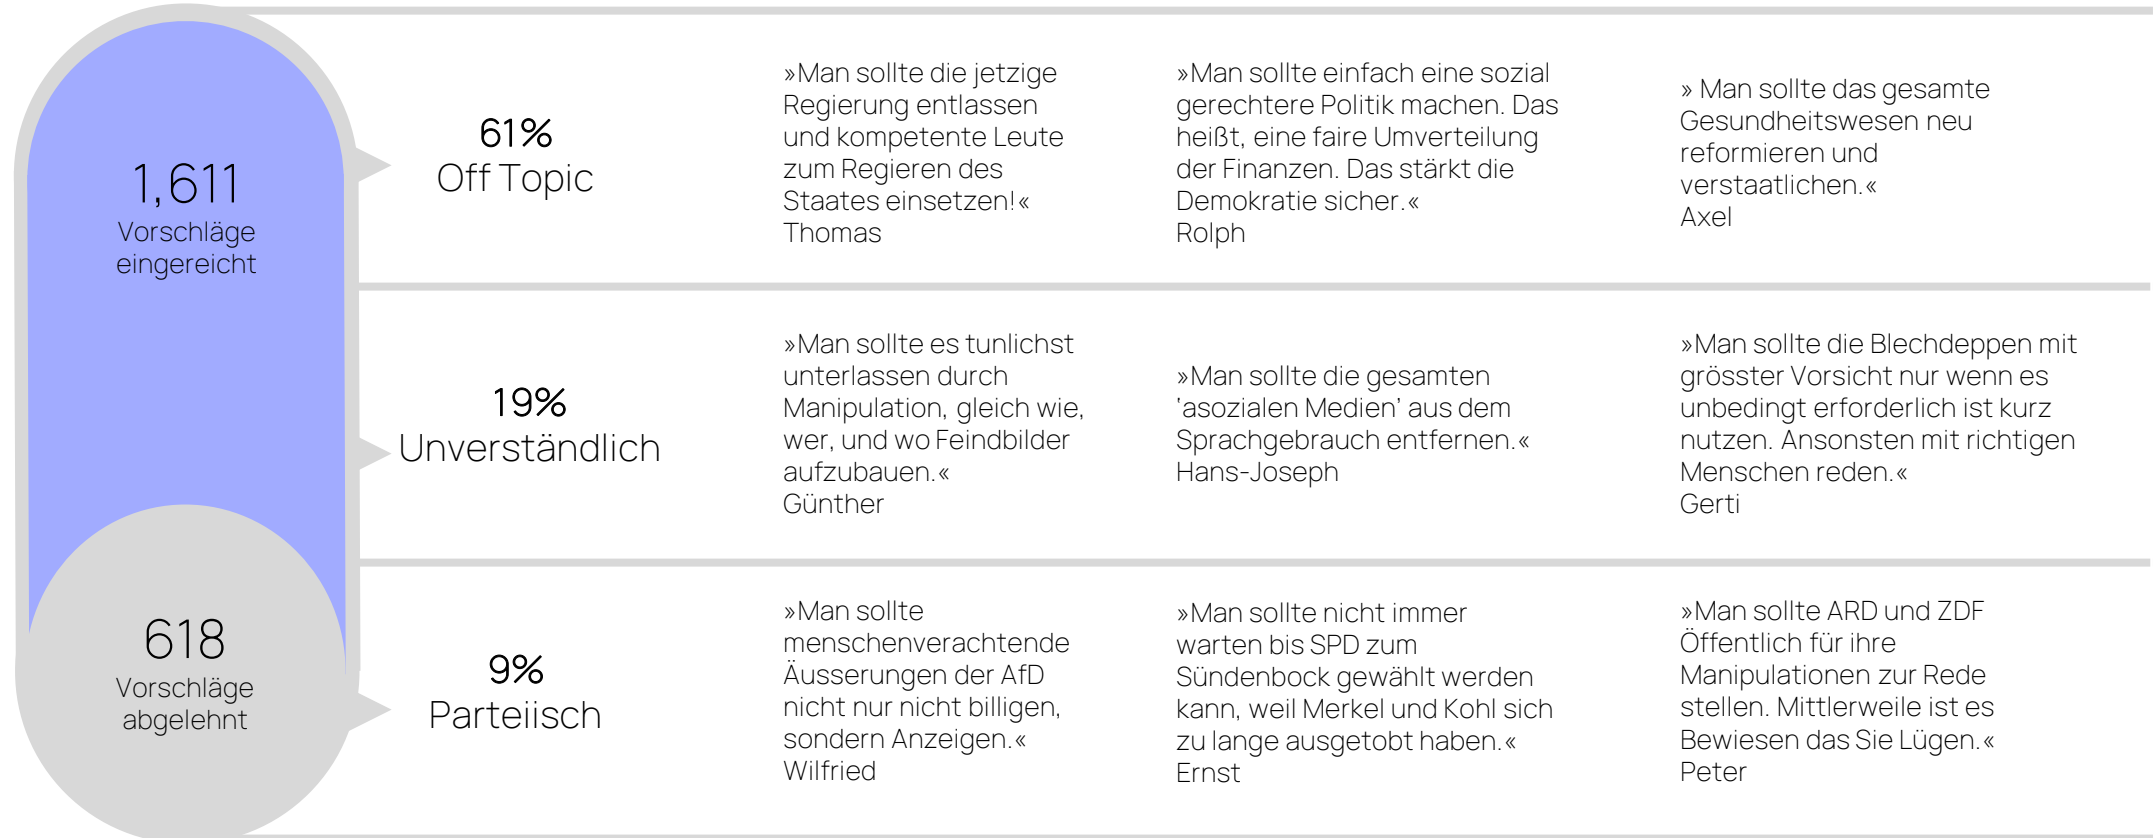 1,611
Vorschläge
eingereicht
61%
Off Topic
»Man sollte die jetzige
Regierung entlassen
und kompetente Leute
zum Regieren des
Staates einsetzen!«
Thomas
»Man sollte einfach eine sozial
gerechtere Politik machen. Das
heißt, eine faire Umverteilung
der Finanzen. Das stärkt die
Demokratie sicher.«
Rolph
» Man sollte das gesamte
Gesundheitswesen neu
reformieren und
verstaatlichen.«
Axel
19%
Unverständlich
»Man sollte es tunlichst
unterlassen durch
Manipulation, gleich wie,
wer, und wo Feindbilder
aufzubauen.«
Günther
»Man sollte die gesamten
‘asozialen Medien’ aus dem
Sprachgebrauch entfernen.«
Hans-Joseph
»Man sollte die Blechdeppen mit
grösster Vorsicht nur wenn es
unbedingt erforderlich ist kurz
nutzen. Ansonsten mit richtigen
Menschen reden.«
Gerti
618
Vorschläge
abgelehnt
9%
Parteiisch
»Man sollte
menschenverachtende
Äusserungen der AfD
nicht nur nicht billigen,
sondern Anzeigen.«
Wilfried
»Man sollte nicht immer
warten bis SPD zum
Sündenbock gewählt werden
kann, weil Merkel und Kohl sich
zu lange ausgetobt haben.«
Ernst
»Man sollte ARD und ZDF
Öffentlich für ihre
Manipulationen zur Rede
stellen. Mittlerweile ist es
Bewiesen das Sie Lügen.«
Peter